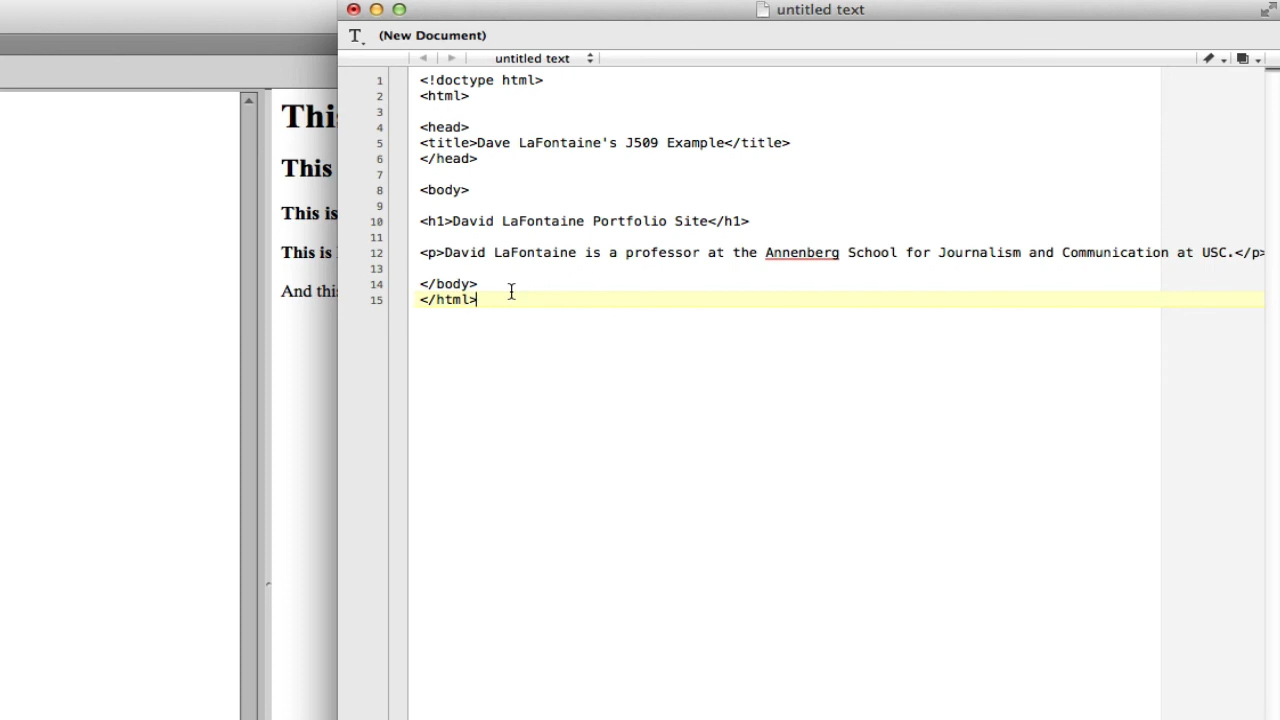 untitled text
(New Document)
untitled text
1 <!doctype html>
2 <html>
3
4 <head>
5 <title>Dave LaFontaine's J509 Example</title>
6 </head>
7
8 <body>
9
10 <h1>David LaFontaine Portfolio Site</h1>
11
12 <p>David LaFontaine is a professor at the Annenberg School for Journalism and Communication at USC.</p>
13
14 </body>
15 </html>
This
This
This is
This is
And this